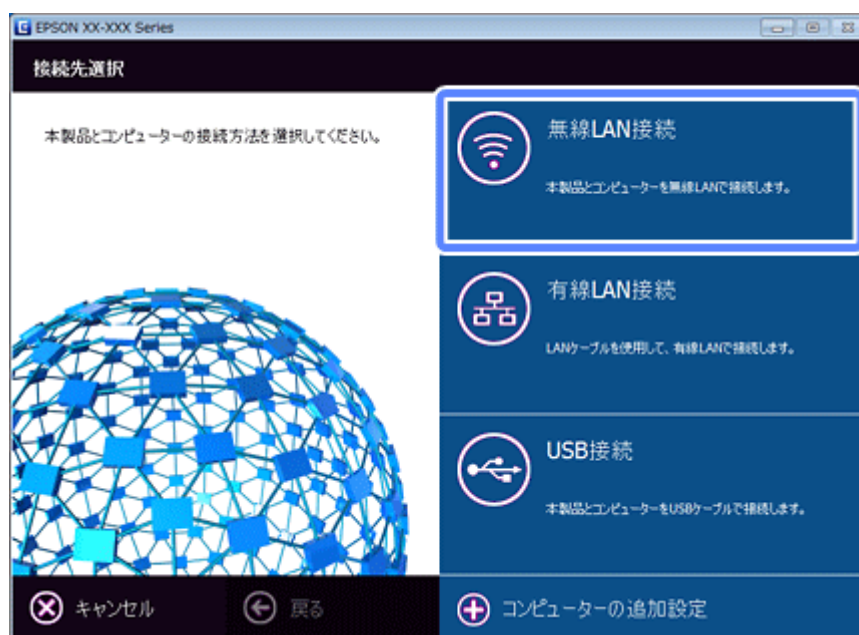 EPSON XX-XXX Series
接続先選択
本製品とコンピューターの接続方法を選択してください。
無線LAN接続
本製品とコンピューターを無線LANで接続します。
有線LAN接続
LANケーブルを使用して、有線LANで接続します。
USB接続
本製品とコンピューターをUSBケーブルで接続します。
キャンセル
戻る
コンピューターの追加設定